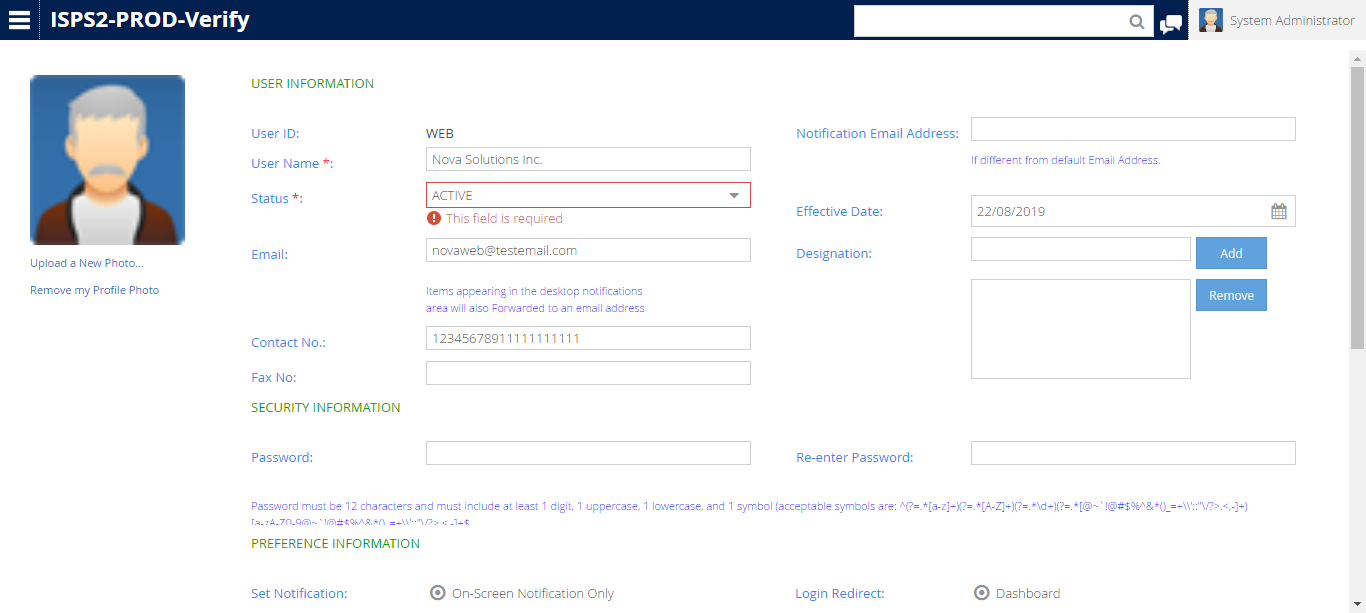 ISPS2-PROD-Verify
System Administrator
Upload a New Photo...
Remove my Profile Photo
USER INFORMATION
User ID: WEB
User Name *: Nova Solutions Inc.
Status *: ACTIVE
This field is required
Email: novaweb@testemail.com
Items appearing in the desktop notifications
area will also Forwarded to an email address
Contact No.: 12345678911111111111
Fax No:
Notification Email Address:
If different from default Email Address.
Effective Date: 22/08/2019
Designation: Add
Remove
SECURITY INFORMATION
Password: Re-enter Password:
Password must be 12 characters and must include at least 1 digit, 1 uppercase, 1 lowercase, and 1 symbol (acceptable symbols are: ^(?=.*[a-z]+)(?=.*[A-Z]+)(?=.*\d+)(?=.*[@~`!@#$%^&*()_=+\\';:"\/?>.<,-]+)
[a-zA-Z0-9@~`!@#$%^&*()_=+\\';:"\/?>.<,-]+$
PREFERENCE INFORMATION
Set Notification: On-Screen Notification Only Login Redirect: Dashboard